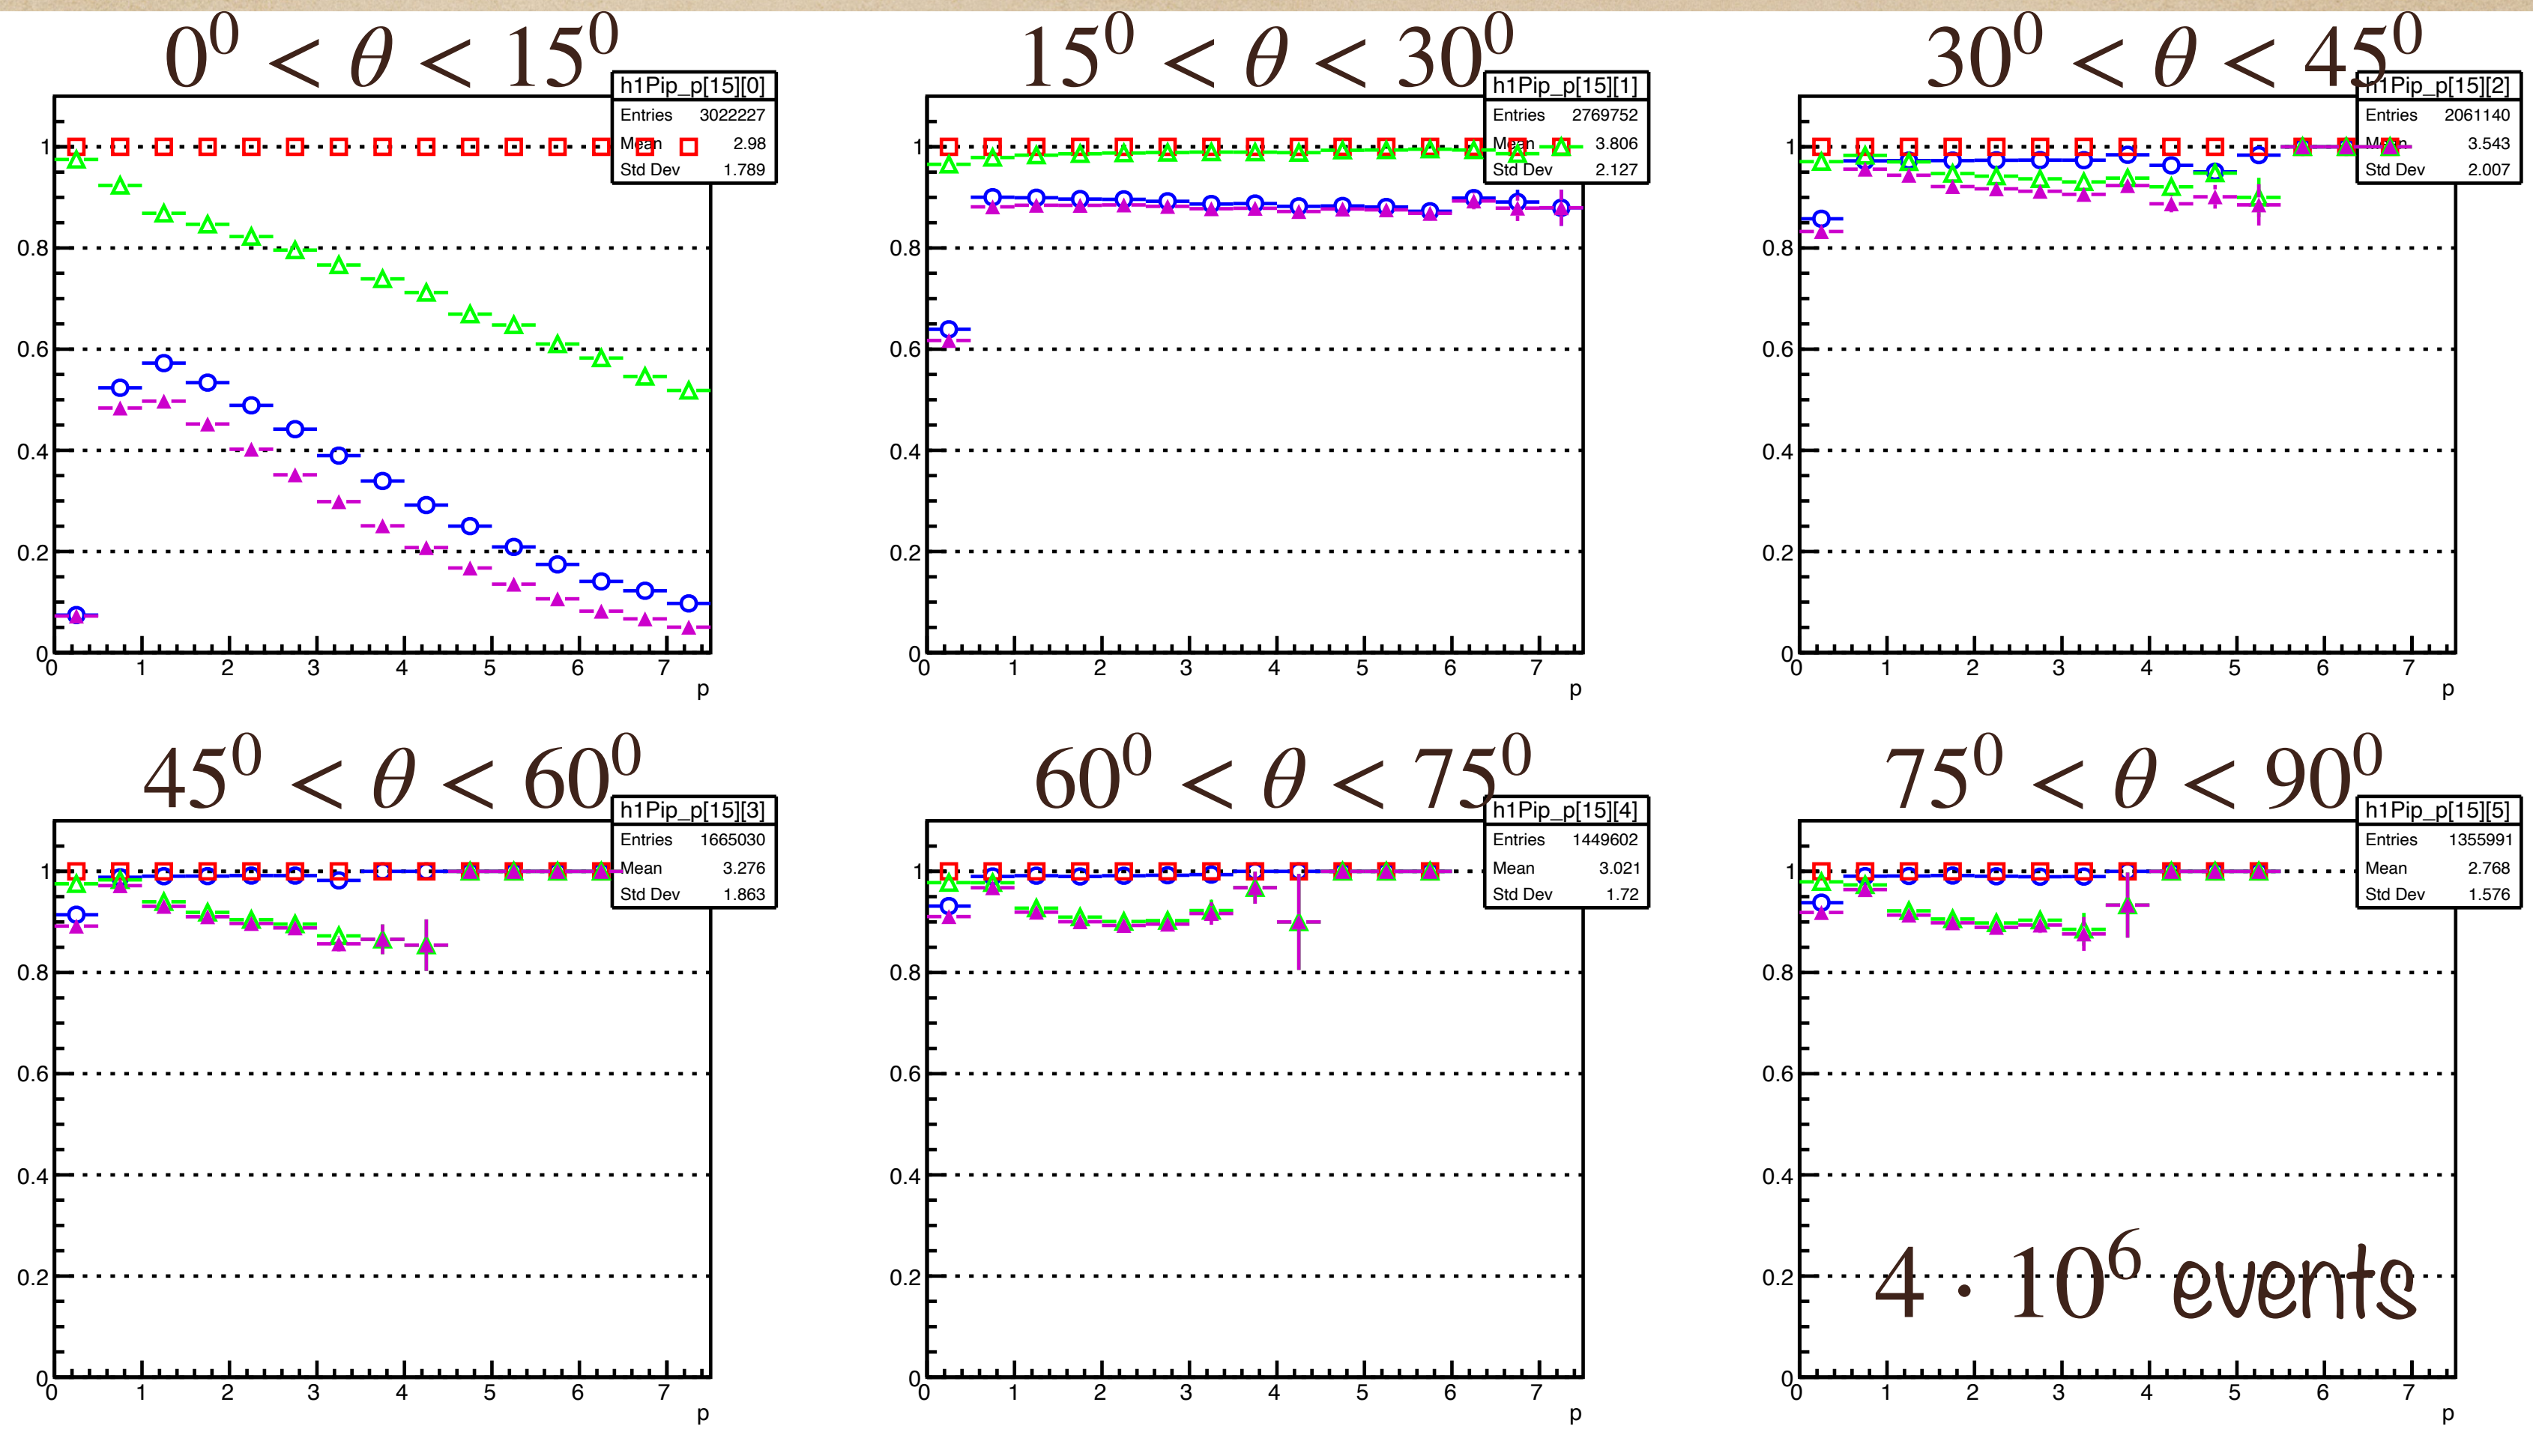 0⁰ < θ < 15⁰
h1Pip_p[15][0]
Entries 3022227
Mean 2.98
Std Dev 1.789
1
0.8
0.6
0.4
0.2
0
0 1 2 3 4 5 6 7
p
15⁰ < θ < 30⁰
h1Pip_p[15][1]
Entries 2769752
Mean 3.806
Std Dev 2.127
1
0.8
0.6
0.4
0.2
0
0 1 2 3 4 5 6 7
p
30⁰ < θ < 45⁰
h1Pip_p[15][2]
Entries 2061140
Mean 3.543
Std Dev 2.007
1
0.8
0.6
0.4
0.2
0
0 1 2 3 4 5 6 7
p
45⁰ < θ < 60⁰
h1Pip_p[15][3]
Entries 1665030
Mean 3.276
Std Dev 1.863
1
0.8
0.6
0.4
0.2
0
0 1 2 3 4 5 6 7
p
60⁰ < θ < 75⁰
h1Pip_p[15][4]
Entries 1449602
Mean 3.021
Std Dev 1.72
1
0.8
0.6
0.4
0.2
0
0 1 2 3 4 5 6 7
p
75⁰ < θ < 90⁰
h1Pip_p[15][5]
Entries 1355991
Mean 2.768
Std Dev 1.576
1
0.8
0.6
0.4
0.2
0
4 · 10⁶ events
0 1 2 3 4 5 6 7
p